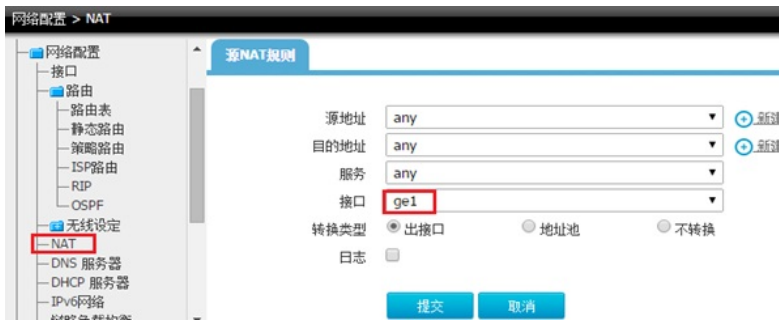 网络配置 > NAT
网络配置
接口
路由
路由表
静态路由
策略路由
ISP路由
RIP
OSPF
无线设定
NAT
DNS 服务器
DHCP 服务器
IPv6网络
源NAT规则
源地址 any
目的地址 any
服务 any
接口 ge1
转换类型 出接口 地址池 不转换
日志
提交 取消